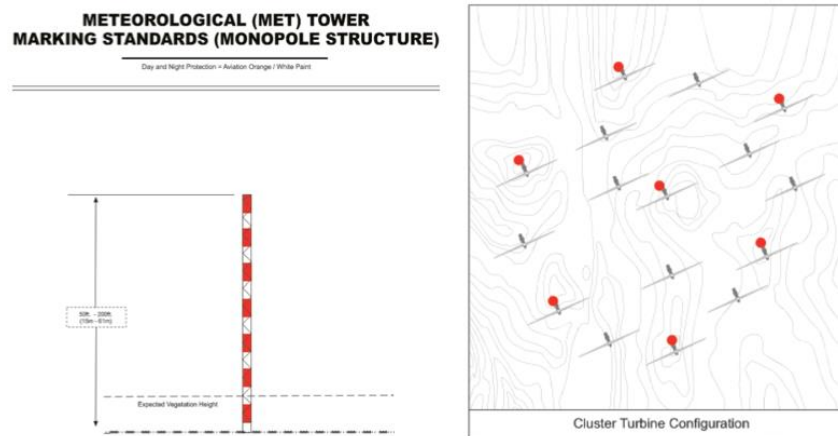 METEOROLOGICAL (MET) TOWER
MARKING STANDARDS (MONOPOLE STRUCTURE)
Day and Night Protection = Aviation Orange / White Paint
50ft. - 200ft.
(15m - 61m)
Expected Vegetation Height
Cluster Turbine Configuration